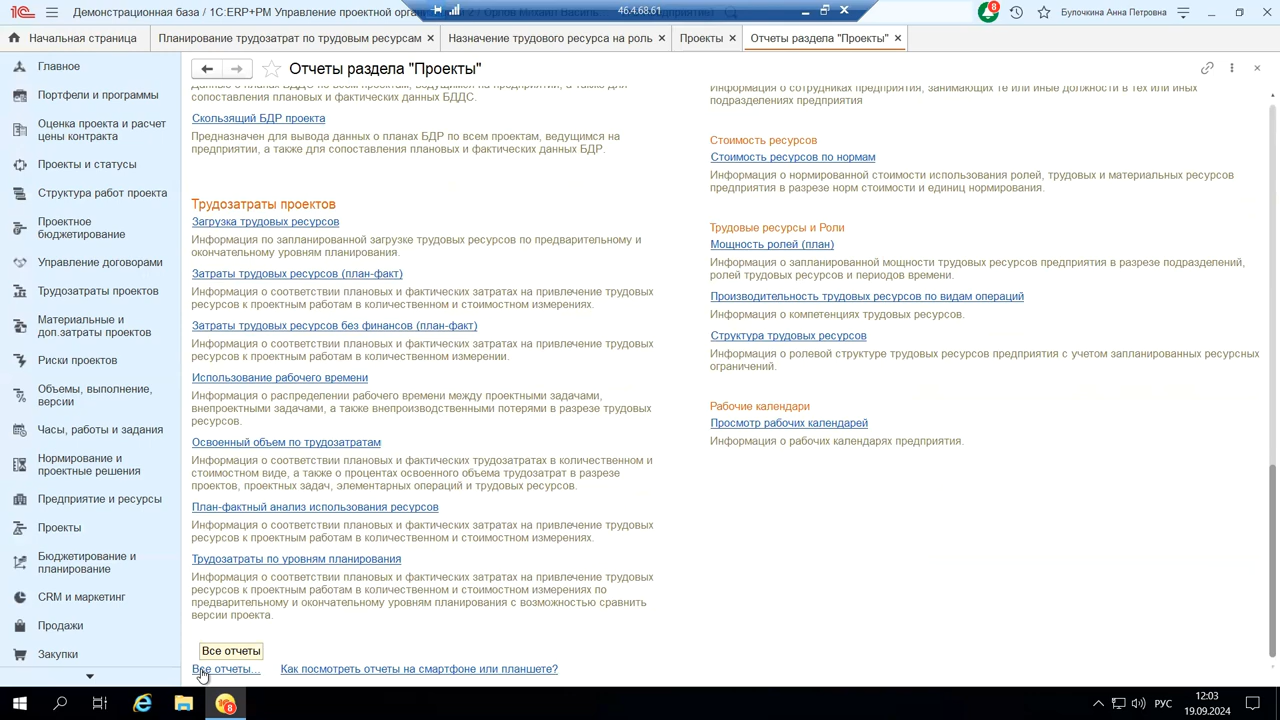 Демонстрационная база / 1С:ERP+PM Управление проектной орган
46.4.68.61
8
Булочкина Анна Петровна
Начальная страница
Планирование трудозатрат по трудовым ресурсам
Назначение трудового ресурса на роль
Проекты
Отчеты раздела "Проекты"
Главное
Портфели и программы
Оценка проекта и расчет
цены контракта
Проекты и статусы
Структура работ проекта
Проектное
бюджетирование
Управление договорами
Трудозатраты проектов
Материальные и
доп.затраты проектов
Риски проектов
Объемы, выполнение,
версии
Часы, работы и задания
Нормирование и
проектные решения
Предприятие и ресурсы
Проекты
Бюджетирование и
планирование
CRM и маркетинг
Продажи
Закупки
Отчеты раздела "Проекты"
Данные о планах БДДС по всем проектам, ведущимся на предприятии, а также для
сопоставления плановых и фактических данных БДДС.
Скользящий БДР проекта
Предназначен для вывода данных о планах БДР по всем проектам, ведущимся на
предприятии, а также для сопоставления плановых и фактических данных БДР.
Трудозатраты проектов
Загрузка трудовых ресурсов
Информация по запланированной загрузке трудовых ресурсов по предварительному и
окончательному уровням планирования.
Затраты трудовых ресурсов (план-факт)
Информация о соответствии плановых и фактических затратах на привлечение трудовых
ресурсов к проектным работам в количественном и стоимостном измерениях.
Затраты трудовых ресурсов без финансов (план-факт)
Информация о соответствии плановых и фактических затратах на привлечение трудовых
ресурсов к проектным работам в количественном измерении.
Использование рабочего времени
Информация о распределении рабочего времени между проектными задачами,
внепроектными задачами, а также внепроизводственными потерями в разрезе трудовых
ресурсов.
Освоенный объем по трудозатратам
Информация о соответствии плановых и фактических трудозатратах в количественном и
стоимостном виде, а также о процентах освоенного объема трудозатрат в разрезе
проектов, проектных задач, элементарных операций и трудовых ресурсов.
План-фактный анализ использования ресурсов
Информация о соответствии плановых и фактических затратах на привлечение трудовых
ресурсов к проектным работам в количественном и стоимостном измерениях.
Трудозатраты по уровням планирования
Информация о соответствии плановых и фактических затратах на привлечение трудовых
ресурсов к проектным работам в количественном и стоимостном измерениях по
предварительному и окончательному уровням планирования с возможностью сравнить
версии проекта.
Все отчеты
Все отчеты...
Как посмотреть отчеты на смартфоне или планшете?
Информация о сотрудниках предприятия, занимающих те или иные должности в тех или иных
подразделениях предприятия
Стоимость ресурсов
Стоимость ресурсов по нормам
Информация о нормированной стоимости использования ролей, трудовых и материальных ресурсов
предприятия в разрезе норм стоимости и единиц нормирования.
Трудовые ресурсы и Роли
Мощность ролей (план)
Информация о запланированной мощности трудовых ресурсов предприятия в разрезе подразделений,
ролей трудовых ресурсов и периодов времени.
Производительность трудовых ресурсов по видам операций
Информация о компетенциях трудовых ресурсов.
Структура трудовых ресурсов
Информация о ролевой структуре трудовых ресурсов предприятия с учетом запланированных ресурсных
ограничений.
Рабочие календари
Просмотр рабочих календарей
Информация о рабочих календарях предприятия.
8
РУС
12:03
19.09.2024